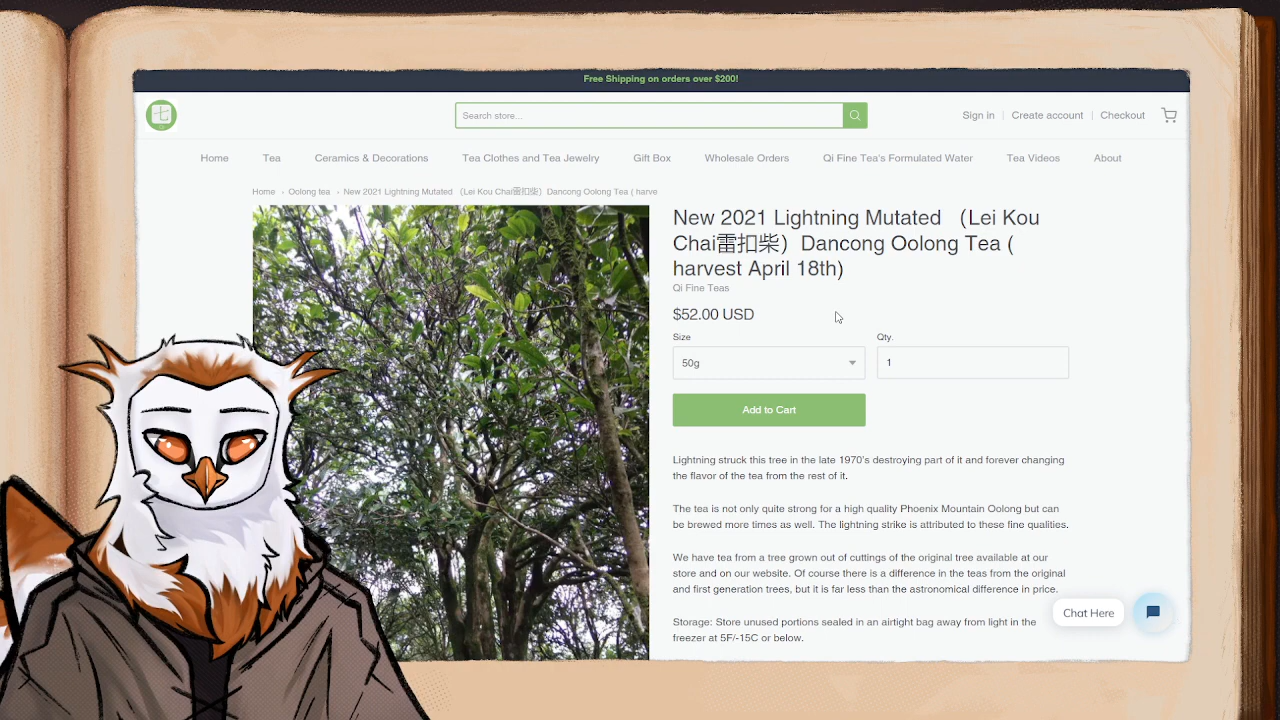 Free Shipping on orders over $200!
七
Search store...
Sign in
Create account
Checkout
Home
Tea
Ceramics & Decorations
Tea Clothes and Tea Jewelry
Gift Box
Wholesale Orders
Qi Fine Tea's Formulated Water
Tea Videos
About
Home › Oolong tea › New 2021 Lightning Mutated （Lei Kou Chai雷扣柴）Dancong Oolong Tea ( harve
New 2021 Lightning Mutated （Lei Kou
Chai雷扣柴）Dancong Oolong Tea (
harvest April 18th)
Qi Fine Teas
$52.00 USD
Size
Qty.
50g
1
Add to Cart
Lightning struck this tree in the late 1970's destroying part of it and forever changing
the flavor of the tea from the rest of it.
The tea is not only quite strong for a high quality Phoenix Mountain Oolong but can
be brewed more times as well. The lightning strike is attributed to these fine qualities.
We have tea from a tree grown out of cuttings of the original tree available at our
store and on our website. Of course there is a difference in the teas from the original
and first generation trees, but it is far less than the astronomical difference in price.
Storage: Store unused portions sealed in an airtight bag away from light in the
freezer at 5F/-15C or below.
Chat Here